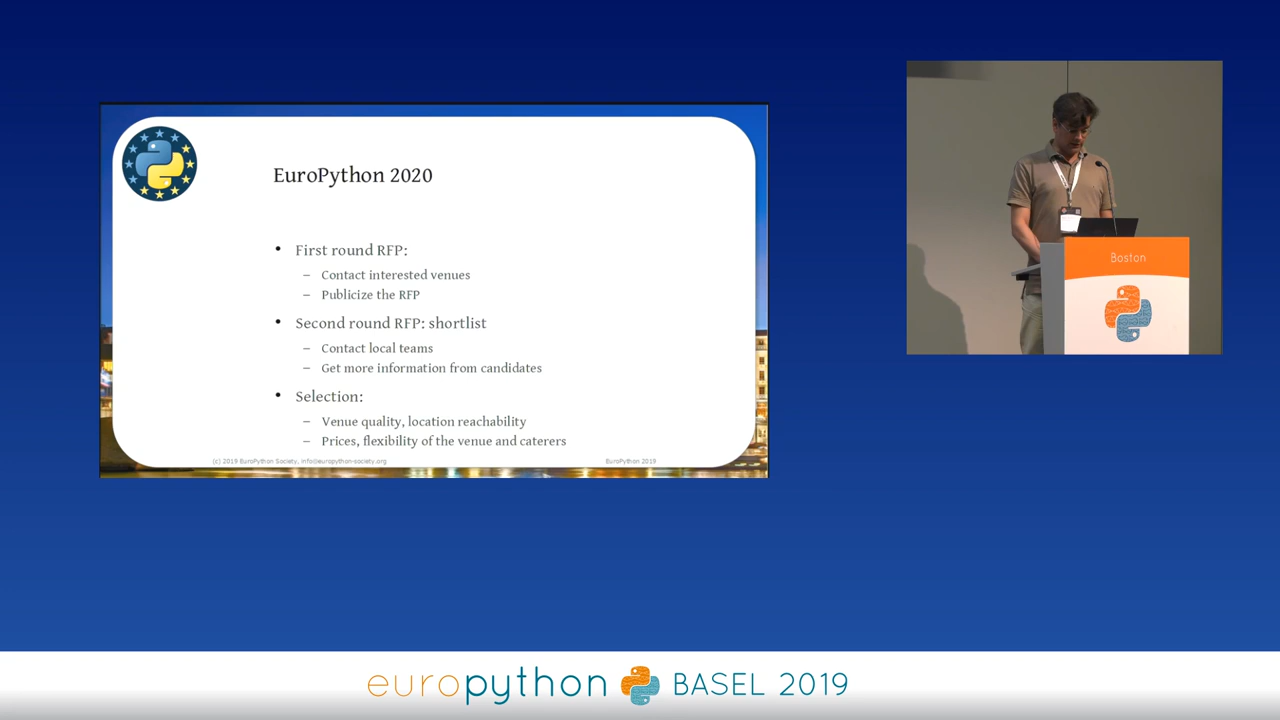 EuroPython 2020
• First round RFP:
– Contact interested venues
– Publicize the RFP
• Second round RFP: shortlist
– Contact local teams
– Get more information from candidates
• Selection:
– Venue quality, location reachability
– Prices, flexibility of the venue and caterers
(c) 2019 EuroPython Society, info@europython-society.org
EuroPython 2019
Boston
europython BASEL 2019